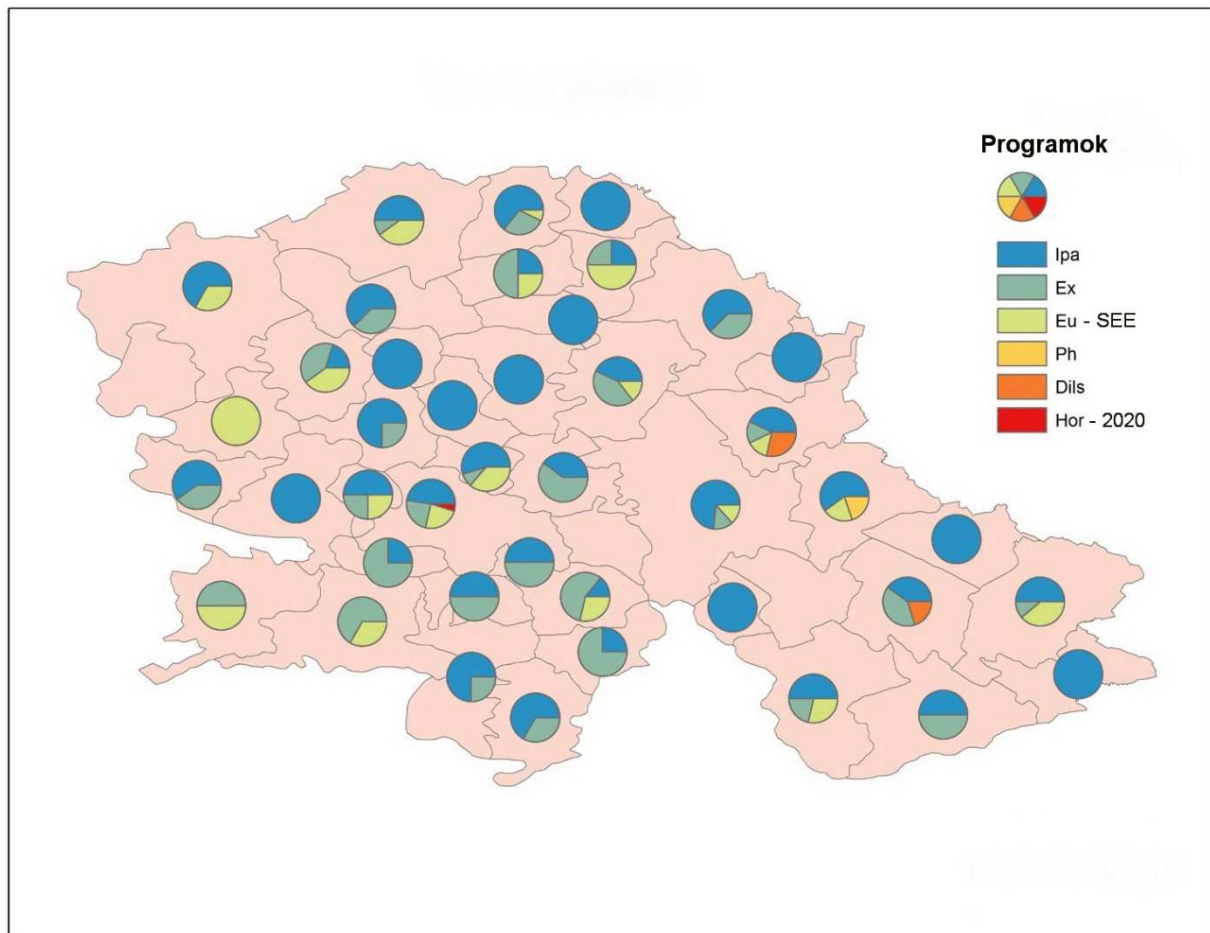 Programok
Ipa
Ex
Eu - SEE
Ph
Dils
Hor - 2020